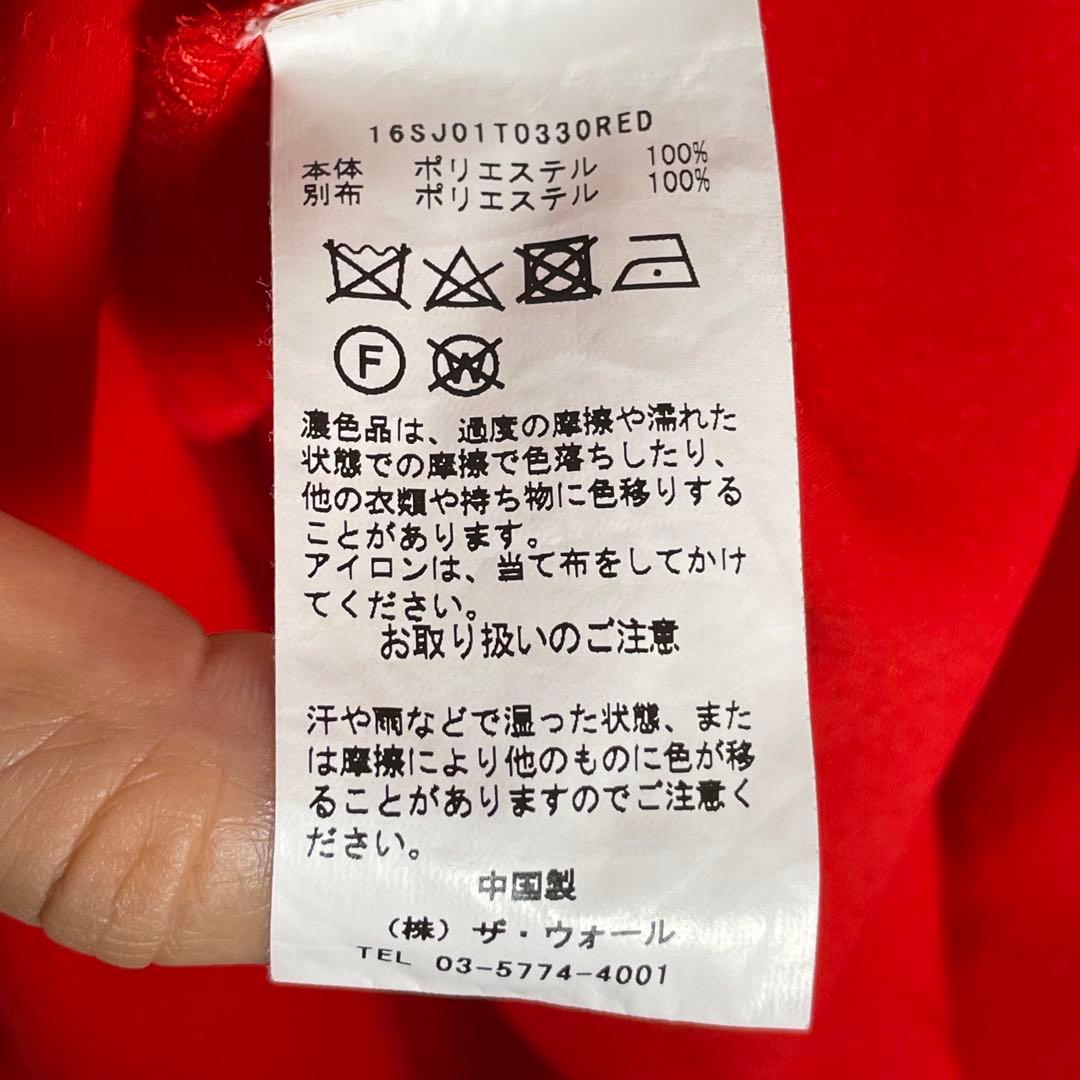 16SJ01T0330RED
本体 ポリエステル 100%
別布 ポリエステル 100%
F W
濃色品は、過度の摩擦や濡れた
状態での摩擦で色落ちしたり、
他の衣類や持ち物に色移りする
ことがあります。
アイロンは、当て布をしてかけ
てください。
お取り扱いのご注意
汗や雨などで湿った状態、また
は摩擦により他のものに色が移
ることがありますのでご注意く
ださい。
中国製
(株)ザ・ウォール
TEL 03-5774-4001